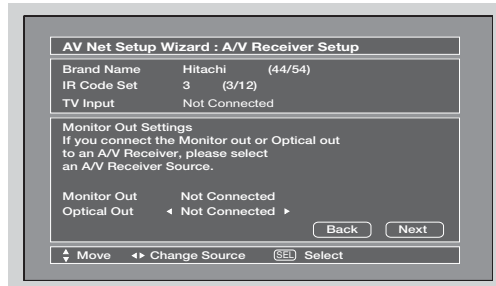 AV Net Setup Wizard : A/V Receiver Setup
Brand Name Hitachi (44/54)
IR Code Set 3 (3/12)
TV Input Not Connected
Monitor Out Settings
If you connect the Monitor out or Optical out
to an A/V Receiver, please select
an A/V Receiver Source.
Monitor Out Not Connected
Optical Out Not Connected
Back Next
Move Change Source SEL Select